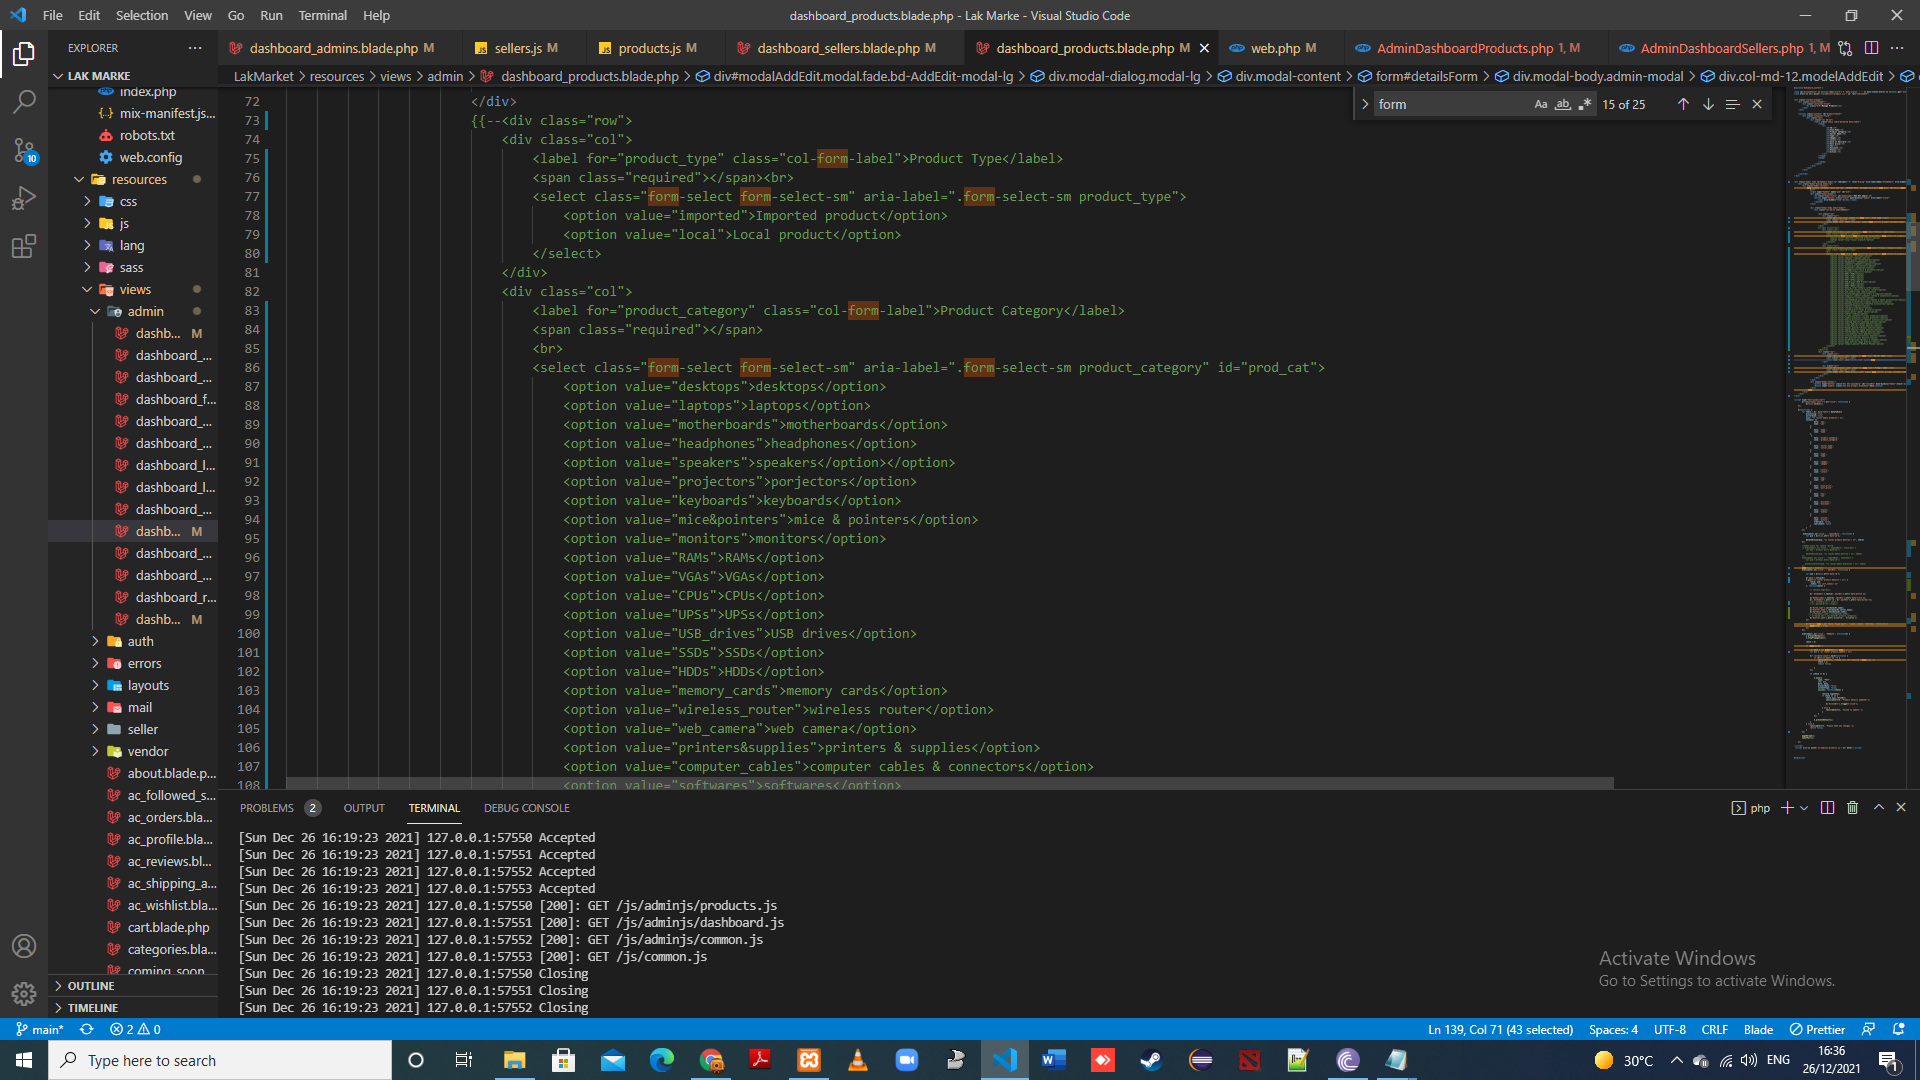 File Edit Selection View Go Run Terminal Help
dashboard_products.blade.php - Lak Marke - Visual Studio Code
EXPLORER
dashboard_admins.blade.php M
sellers.js M
products.js M
dashboard_sellers.blade.php M
dashboard_products.blade.php M
web.php M
AdminDashboardProducts.php 1, M
AdminDashboardSellers.php 1, M
LakMarket > resources > views > admin > dashboard_products.blade.php > div#modalAddEdit.modal.fade.bd-AddEdit-modal-lg > div.modal-dialog.modal-lg > div.modal-content > form#detailsForm > div.modal-body.admin-modal > div.col-md-12.modelAddEdit >
form
Aa ab 15 of 25
LAK MARKE
index.php
mix-manifest.js...
robots.txt
web.config
resources
css
js
lang
sass
views
admin
dashb... M
dashboard_...
dashboard_...
dashboard_f...
dashboard_...
dashboard_...
dashboard_l...
dashboard_l...
dashboard_...
dashb... M
dashboard_...
dashboard_...
dashboard_r...
dashb... M
auth
errors
layouts
mail
seller
vendor
about.blade.p...
ac_followed_s...
ac_orders.bla...
ac_profile.bla...
ac_reviews.bl...
ac_shipping_a...
ac_wishlist.bla...
cart.blade.php
categories.bla...
coming_soon
OUTLINE
TIMELINE
10
72 </div>
73 {{--<div class="row">
74 <div class="col">
75 <label for="product_type" class="col-form-label">Product Type</label>
76 <span class="required"></span><br>
77 <select class="form-select form-select-sm" aria-label=".form-select-sm product_type">
78 <option value="imported">Imported product</option>
79 <option value="local">Local product</option>
80 </select>
81 </div>
82 <div class="col">
83 <label for="product_category" class="col-form-label">Product Category</label>
84 <span class="required"></span>
85 <br>
86 <select class="form-select form-select-sm" aria-label=".form-select-sm product_category" id="prod_cat">
87 <option value="desktops">desktops</option>
88 <option value="laptops">laptops</option>
89 <option value="motherboards">motherboards</option>
90 <option value="headphones">headphones</option>
91 <option value="speakers">speakers</option></option>
92 <option value="projectors">porjectors</option>
93 <option value="keyboards">keyboards</option>
94 <option value="mice&pointers">mice & pointers</option>
95 <option value="monitors">monitors</option>
96 <option value="RAMs">RAMs</option>
97 <option value="VGAs">VGAs</option>
98 <option value="CPUs">CPUs</option>
99 <option value="UPSs">UPSs</option>
100 <option value="USB_drives">USB drives</option>
101 <option value="SSDs">SSDs</option>
102 <option value="HDDs">HDDs</option>
103 <option value="memory_cards">memory cards</option>
104 <option value="wireless_router">wireless router</option>
105 <option value="web_camera">web camera</option>
106 <option value="printers&supplies">printers & supplies</option>
107 <option value="computer_cables">computer cables & connectors</option>
108 <option value="softwares">softwares</option>
PROBLEMS 2 OUTPUT TERMINAL DEBUG CONSOLE
php
[Sun Dec 26 16:19:23 2021] 127.0.0.1:57550 Accepted
[Sun Dec 26 16:19:23 2021] 127.0.0.1:57551 Accepted
[Sun Dec 26 16:19:23 2021] 127.0.0.1:57552 Accepted
[Sun Dec 26 16:19:23 2021] 127.0.0.1:57553 Accepted
[Sun Dec 26 16:19:23 2021] 127.0.0.1:57550 [200]: GET /js/adminjs/products.js
[Sun Dec 26 16:19:23 2021] 127.0.0.1:57551 [200]: GET /js/adminjs/dashboard.js
[Sun Dec 26 16:19:23 2021] 127.0.0.1:57552 [200]: GET /js/adminjs/common.js
[Sun Dec 26 16:19:23 2021] 127.0.0.1:57553 [200]: GET /js/common.js
[Sun Dec 26 16:19:23 2021] 127.0.0.1:57550 Closing
[Sun Dec 26 16:19:23 2021] 127.0.0.1:57551 Closing
[Sun Dec 26 16:19:23 2021] 127.0.0.1:57552 Closing
Activate Windows
Go to Settings to activate Windows.
main* 2 0
Ln 139, Col 71 (43 selected) Spaces: 4 UTF-8 CRLF Blade Prettier
Type here to search
30°C
ENG
16:36
26/12/2021
1